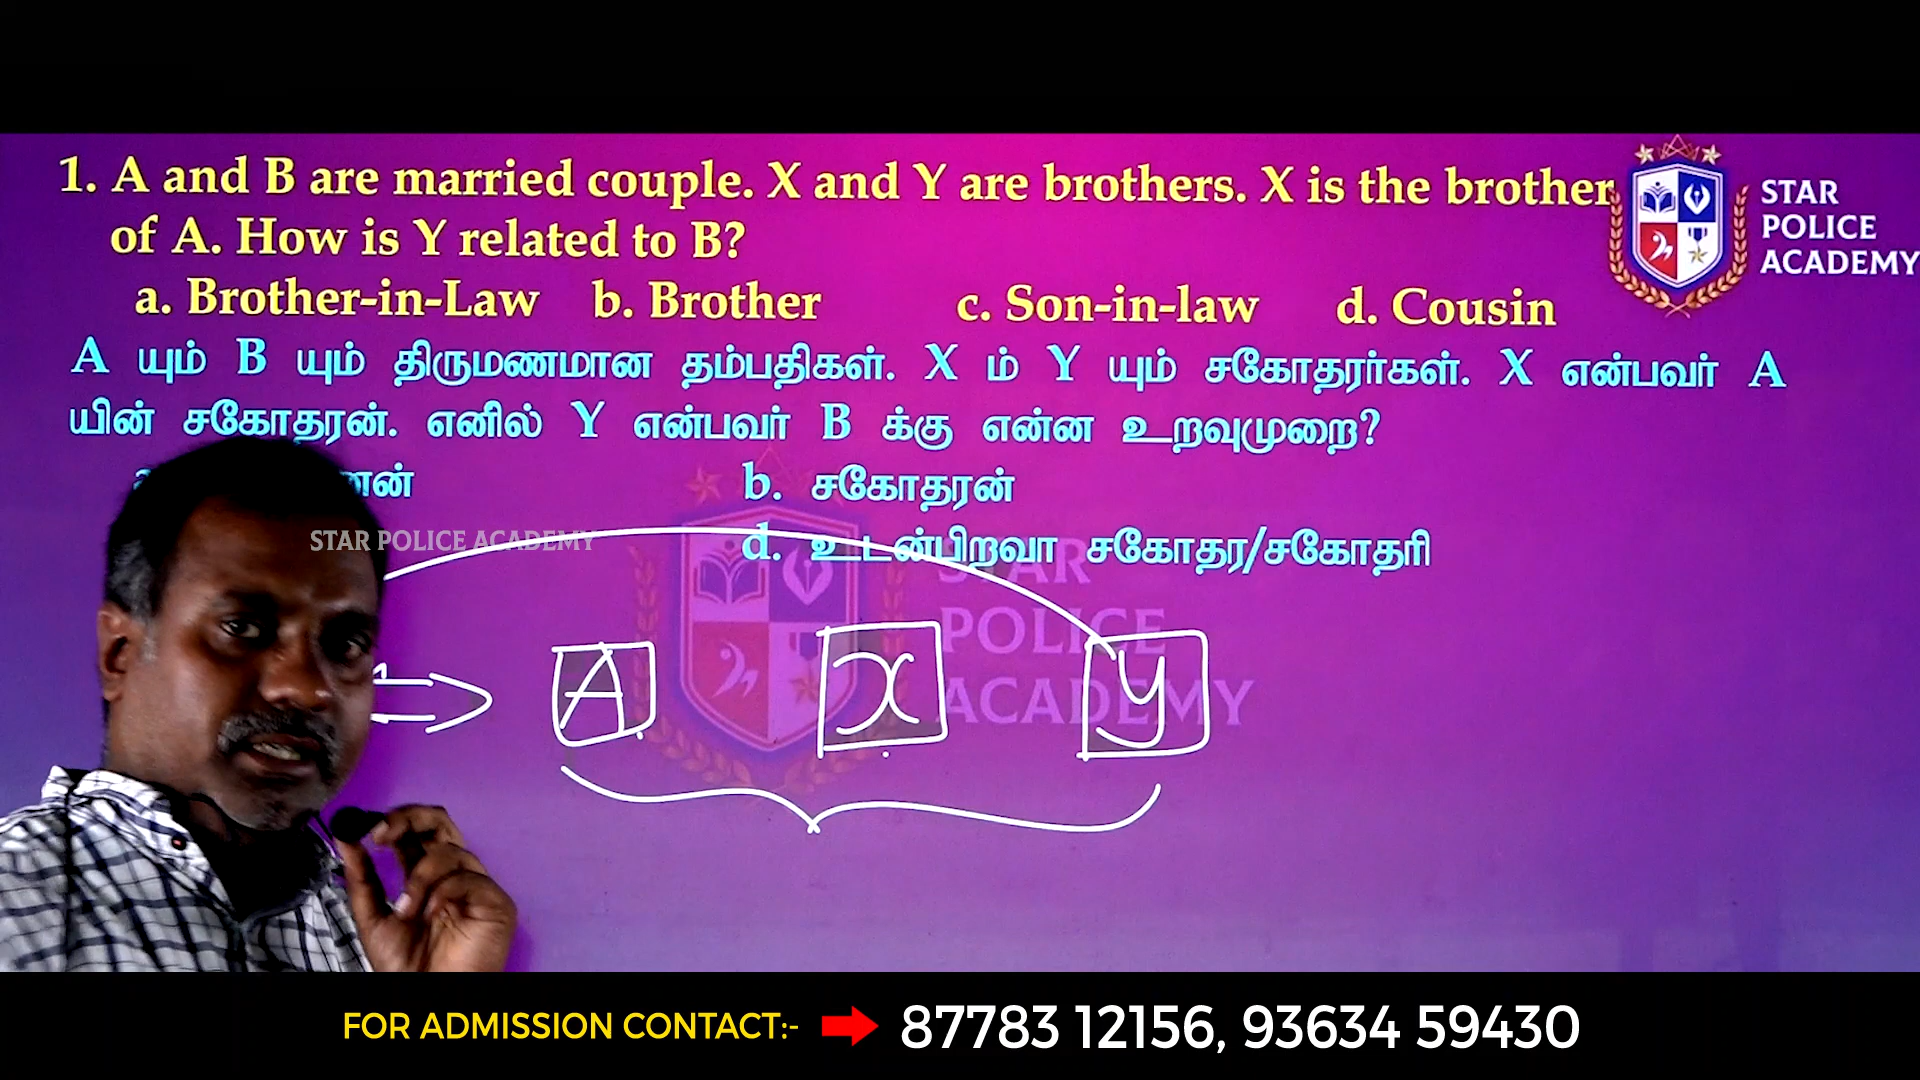 1. A and B are married couple. X and Y are brothers. X is the brother
of A. How is Y related to B?
a. Brother-in-Law b. Brother c. Son-in-law d. Cousin
A யும் B யும் திருமணமான தம்பதிகள். X ம் Y யும் சகோதரர்கள். X என்பவர் A
யின் சகோதரன். எனில் Y என்பவர் B க்கு என்ன உறவுமுறை?
b. சகோதரன்
d. உடன்பிறவா சகோதர/சகோதரி
STAR
POLICE
ACADEMY
STAR POLICE ACADEMY
STAR
POLICE
ACADEMY
A x y
FOR ADMISSION CONTACT:- 87783 12156, 93634 59430